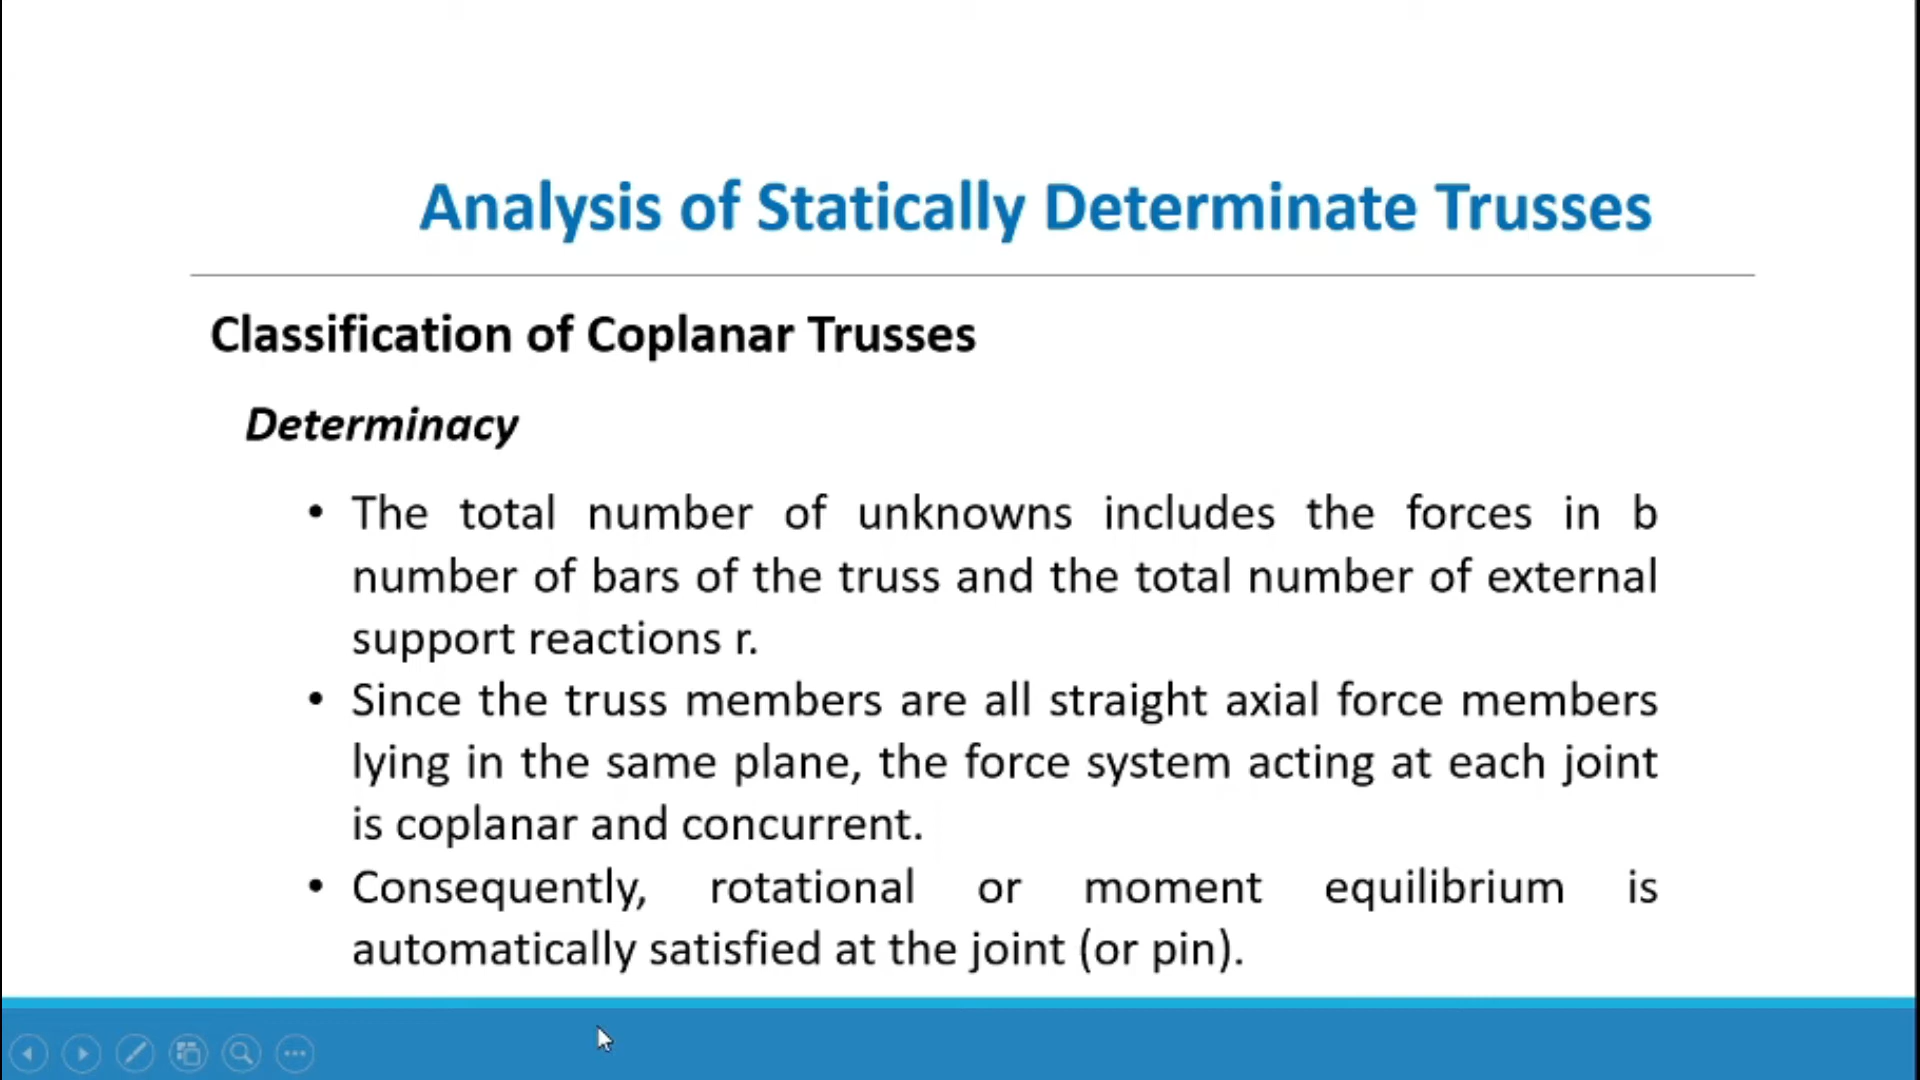 Analysis of Statically Determinate Trusses
Classification of Coplanar Trusses
Determinacy
• The total number of unknowns includes the forces in b
number of bars of the truss and the total number of external
support reactions r.
• Since the truss members are all straight axial force members
lying in the same plane, the force system acting at each joint
is coplanar and concurrent.
• Consequently, rotational or moment equilibrium is
automatically satisfied at the joint (or pin).